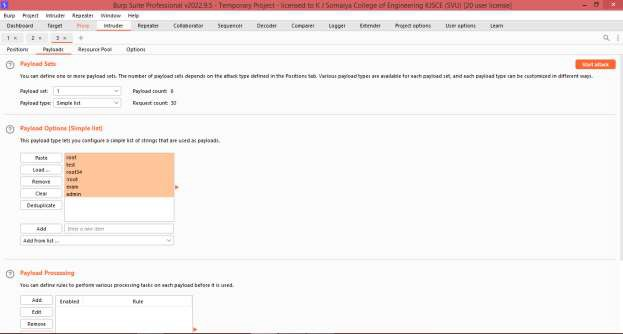 Burp Suite Professional v2022.9.5 - Temporary Project - licensed to K J Somaiya College of Engineering KJSCE (SVU) [20 user license]
Burp Project Intruder Repeater Window Help
Dashboard Target Proxy Intruder Repeater Collaborator Sequencer Decoder Comparer Logger Extender Project options User options Learn
1 × 2 × 3 × +
Positions Payloads Resource Pool Options
Payload Sets
Start attack
You can define one or more payload sets. The number of payload sets depends on the attack type defined in the Positions tab. Various payload types are available for each payload set, and each payload type can be customized in different ways.
Payload set: 1 Payload count: 6
Payload type: Simple list Request count: 30
Payload Options [Simple list]
This payload type lets you configure a simple list of strings that are used as payloads.
Paste
Load ...
Remove
Clear
Deduplicate
root
test
root34
exam
admin
Add Enter a new item
Add from list ...
Payload Processing
You can define rules to perform various processing tasks on each payload before it is used.
Add Enabled Rule
Edit
Remove